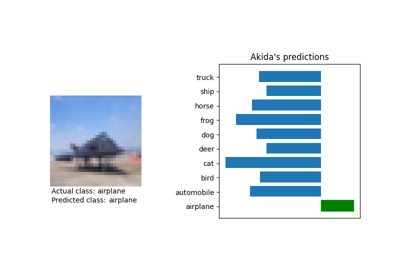 Akida's predictions
truck
ship
horse
frog
dog
deer
cat
bird
automobile
airplane
Actual class: airplane
Predicted class: airplane